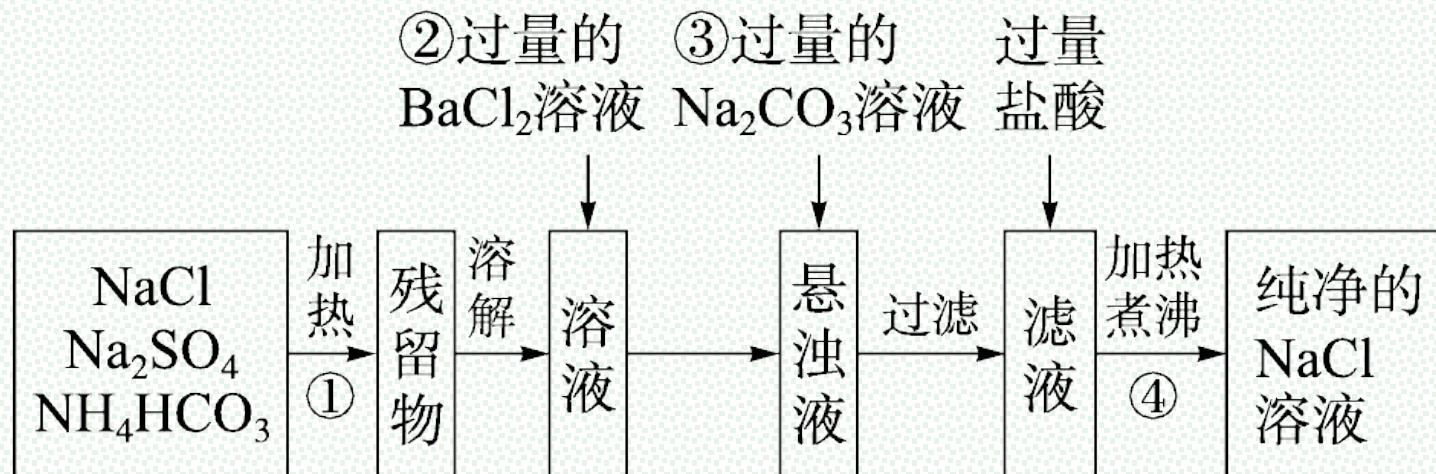 ②过量的 ③过量的 过量
BaCl₂溶液 Na₂CO₃溶液 盐酸
NaCl
Na₂SO₄
NH₄HCO₃
加热
①
残留物
溶解
溶液
悬浊液
过滤
滤液
加热
煮沸
④
纯净的
NaCl
溶液